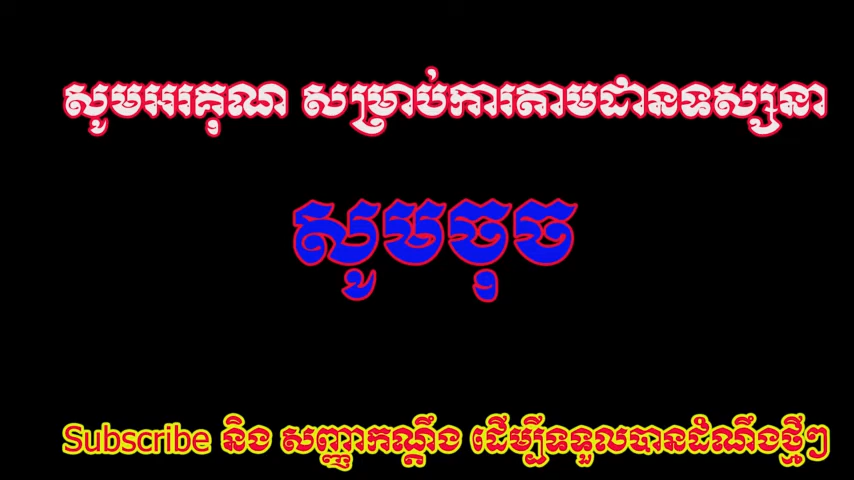 សូមអរគុណ សម្រាប់ការតាមដានទស្សនា
សូមចុច
Subscribe និង សញ្ញាកណ្ដឹង ដើម្បីទទួលបានដំណឹងថ្មីៗ